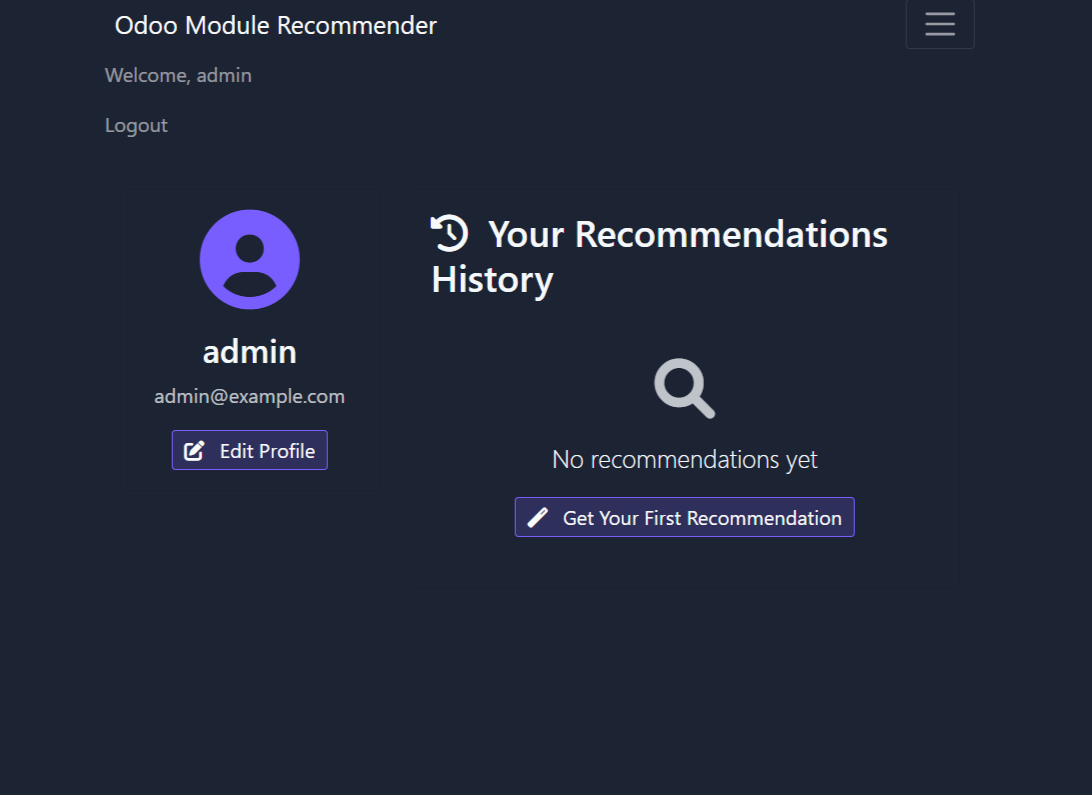 Odoo Module Recommender
Welcome, admin
Logout
admin
admin@example.com
Edit Profile
Your Recommendations
History
No recommendations yet
Get Your First Recommendation